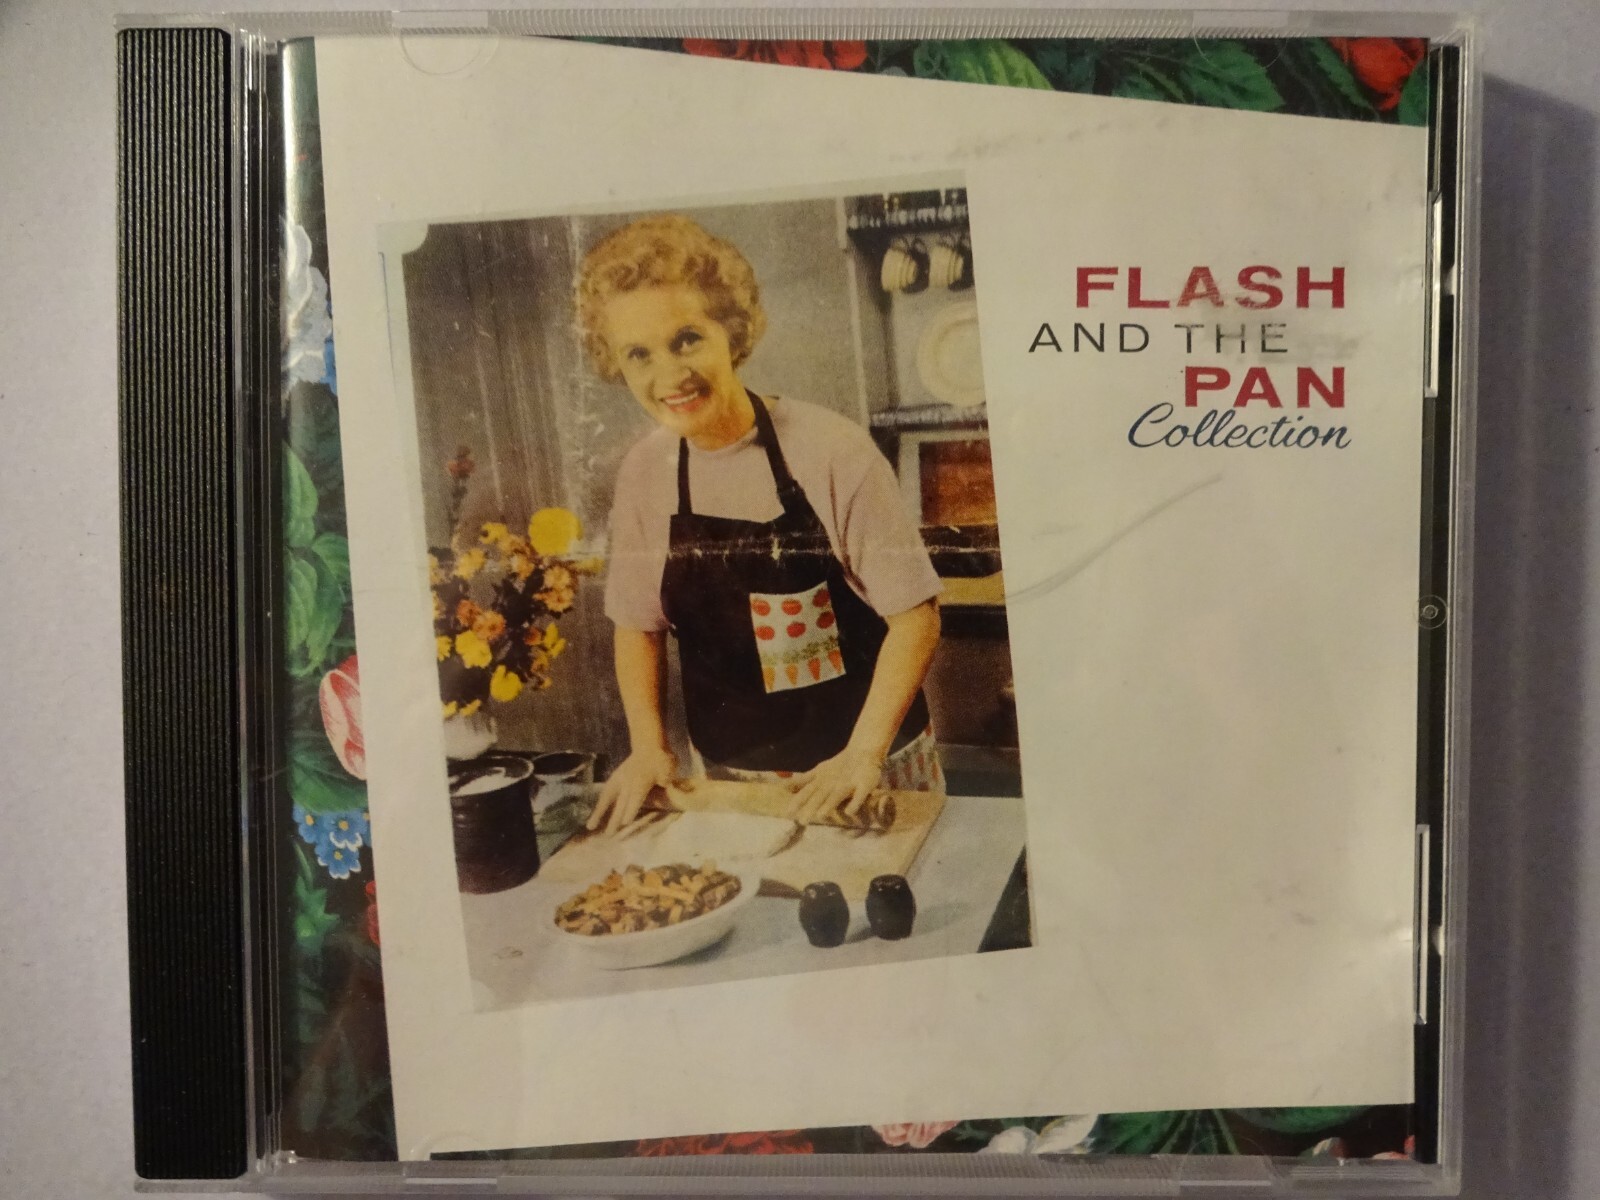 FLASH
AND THE
PAN
Collection